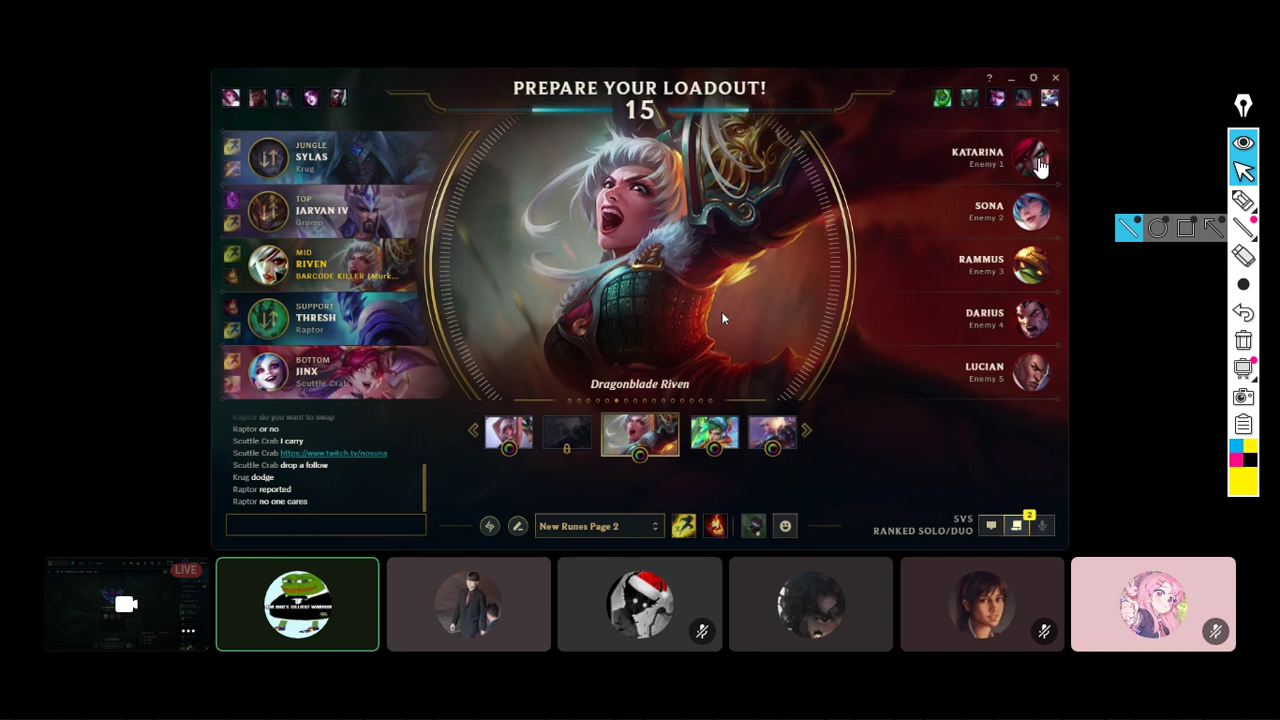 PREPARE YOUR LOADOUT!
15
?
JUNGLE
SYLAS
Krug
TOP
JARVAN IV
Gromp
MID
RIVEN
BARCODE KILLER (Murk...
SUPPORT
THRESH
Raptor
BOTTOM
JINX
Scuttle Crab
KATARINA
Enemy 1
SONA
Enemy 2
RAMMUS
Enemy 3
DARIUS
Enemy 4
LUCIAN
Enemy 5
Dragonblade Riven
Raptor do you want to swap
Raptor or no
Scuttle Crab I carry
Scuttle Crab https://www.twitch.tv/nosuna
Scuttle Crab drop a follow
Krug dodge
Raptor reported
Raptor no one cares
New Runes Page 2
5V5
RANKED SOLO/DUO
2
LIVE